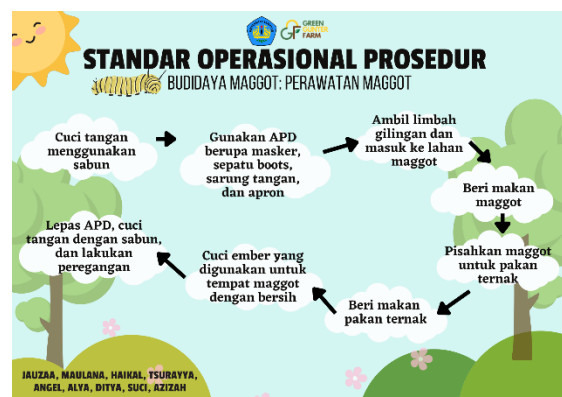 GREEN
FARM
STANDAR OPERASIONAL PROSEDUR
BUDIDAYA MAGGOT: PERAWATAN MAGGOT
Cuci tangan
menggunakan
sabun
Gunakan APD
berupa masker,
sepatu boots,
sarung tangan,
dan apron
Ambil limbah
gilingan dan
masuk ke lahan
maggot
Beri makan
maggot
Pisahkan maggot
untuk pakan
ternak
Beri makan
pakan ternak
Cuci ember yang
digunakan untuk
tempat maggot
dengan bersih
Lepas APD, cuci
tangan dengan sabun,
dan lakukan
peregangan
JAUZAA, MAULANA, HAIKAL, TSURAYYA,
ANGEL, ALYA, DITYA, SUCI, AZIZAH